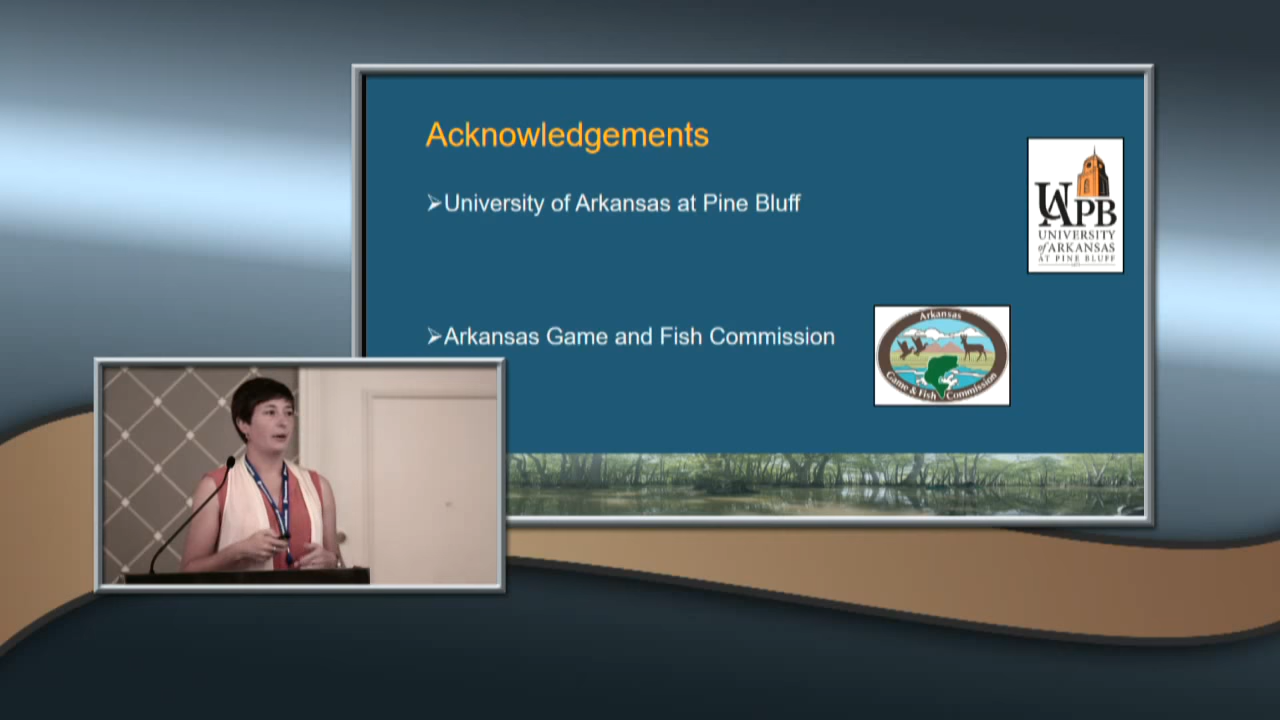 Acknowledgements
➢University of Arkansas at Pine Bluff
UAPB
UNIVERSITY
of ARKANSAS
AT PINE BLUFF
➢Arkansas Game and Fish Commission
Arkansas
Game & Fish Commission